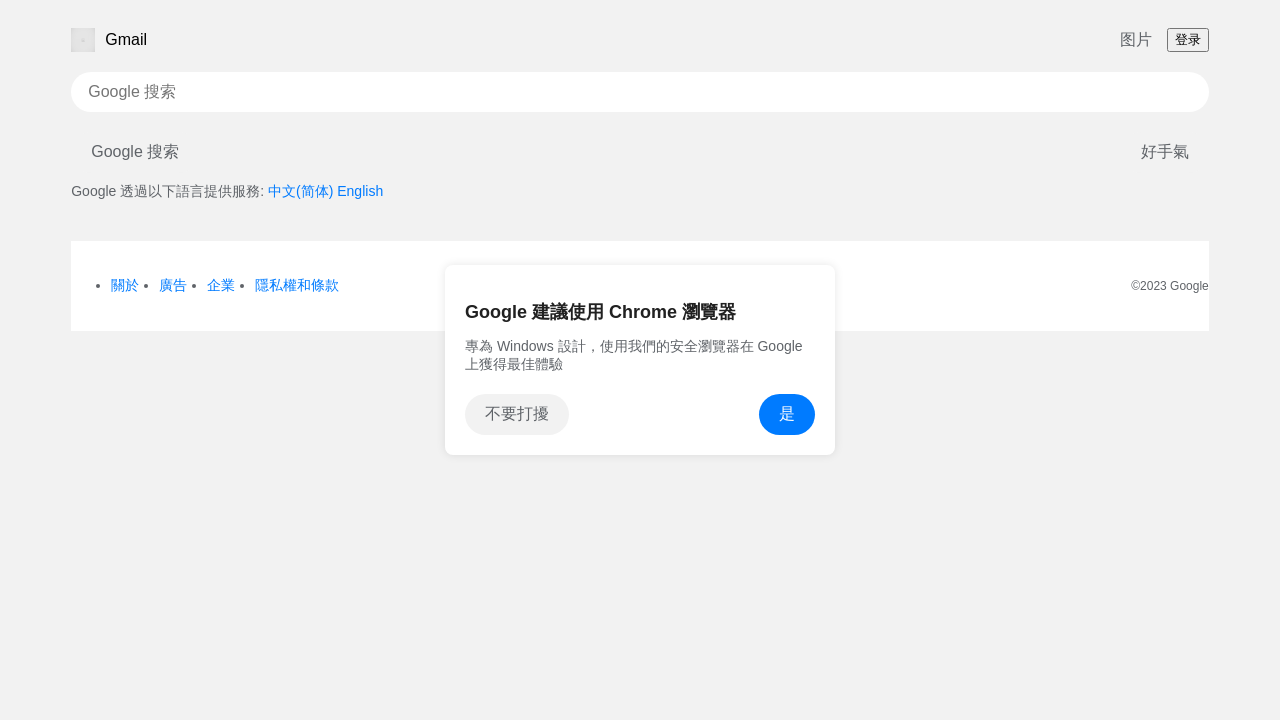 Gmail
图片
登录
Google 搜索
Google 搜索
好手氣
Google 透過以下語言提供服務: 中文(简体) English
關於
廣告
企業
隱私權和條款
©2023 Google
Google 建議使用 Chrome 瀏覽器
專為 Windows 設計，使用我們的安全瀏覽器在 Google
上獲得最佳體驗
不要打擾
是